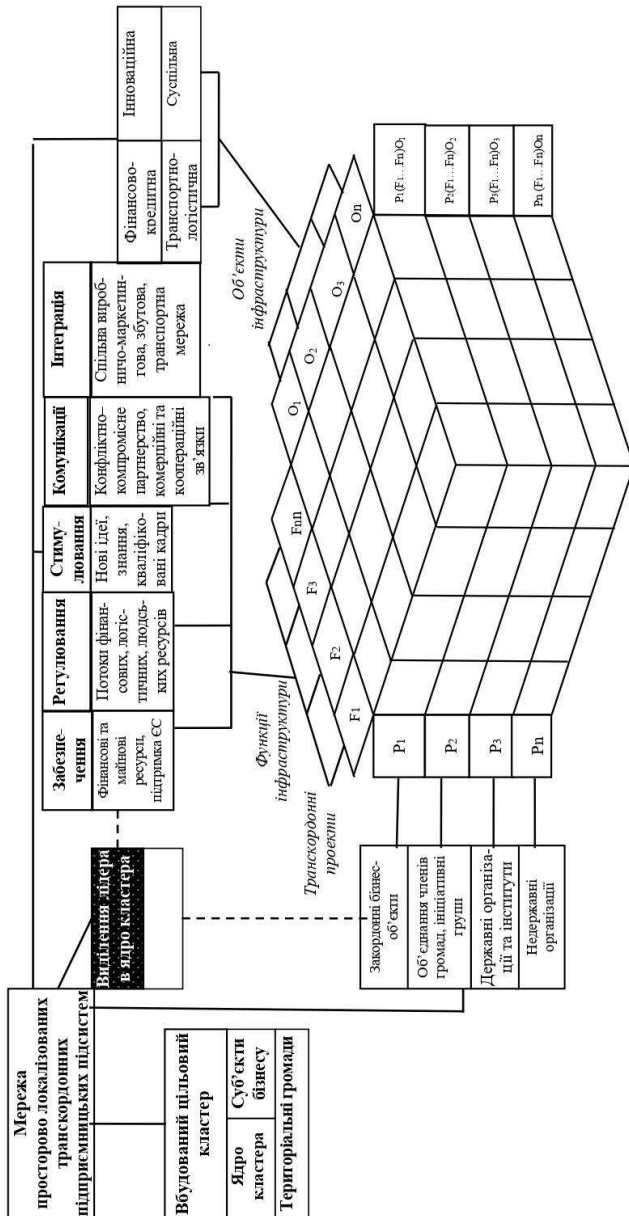 Мережа
просторово локалізованих
транскордонних
підприємницьких підсистем
Вбудований цільовий
кластер
Ядро
кластера
Суб’єкти
бізнесу
Територіальні громади
Виділення лідера
в ядро кластера
Забезпе-
чення
Фінансові та
майнові
ресурси,
підтримка ЄС
Регулювання
Потоки фінан-
сових, логіс-
тичних, людсь-
ких ресурсів
Стиму-
лювання
Нові ідеї,
знання,
кваліфіко-
вані кадри
Комунікації
Конфліктно–
компромісне
партнерство,
комерційні та
коопераційні
зв’язки
Інтеграція
Спільна вироб-
ничо-маркетин-
гова, збутова,
транспортна
мережа
Фінансово-
кредитна
Інноваційна
Транспортно-
логістична
Суспільна
Функції
інфраструктури
Об’єкти
інфраструктури
Транскордонні
проекти
F1
F2
F3
Fnn
O1
O2
O3
On
Закордонні бізнес-
об’єкти
Об’єднання членів
громад, ініціативні
групи
Державні організа-
ції та інститути
Недержавні
організації
P1
P2
P3
Pn
P1(F1…Fn)O1
P2(F1…Fn)O2
P3(F1…Fn)O3
Pn (F1…Fn)On